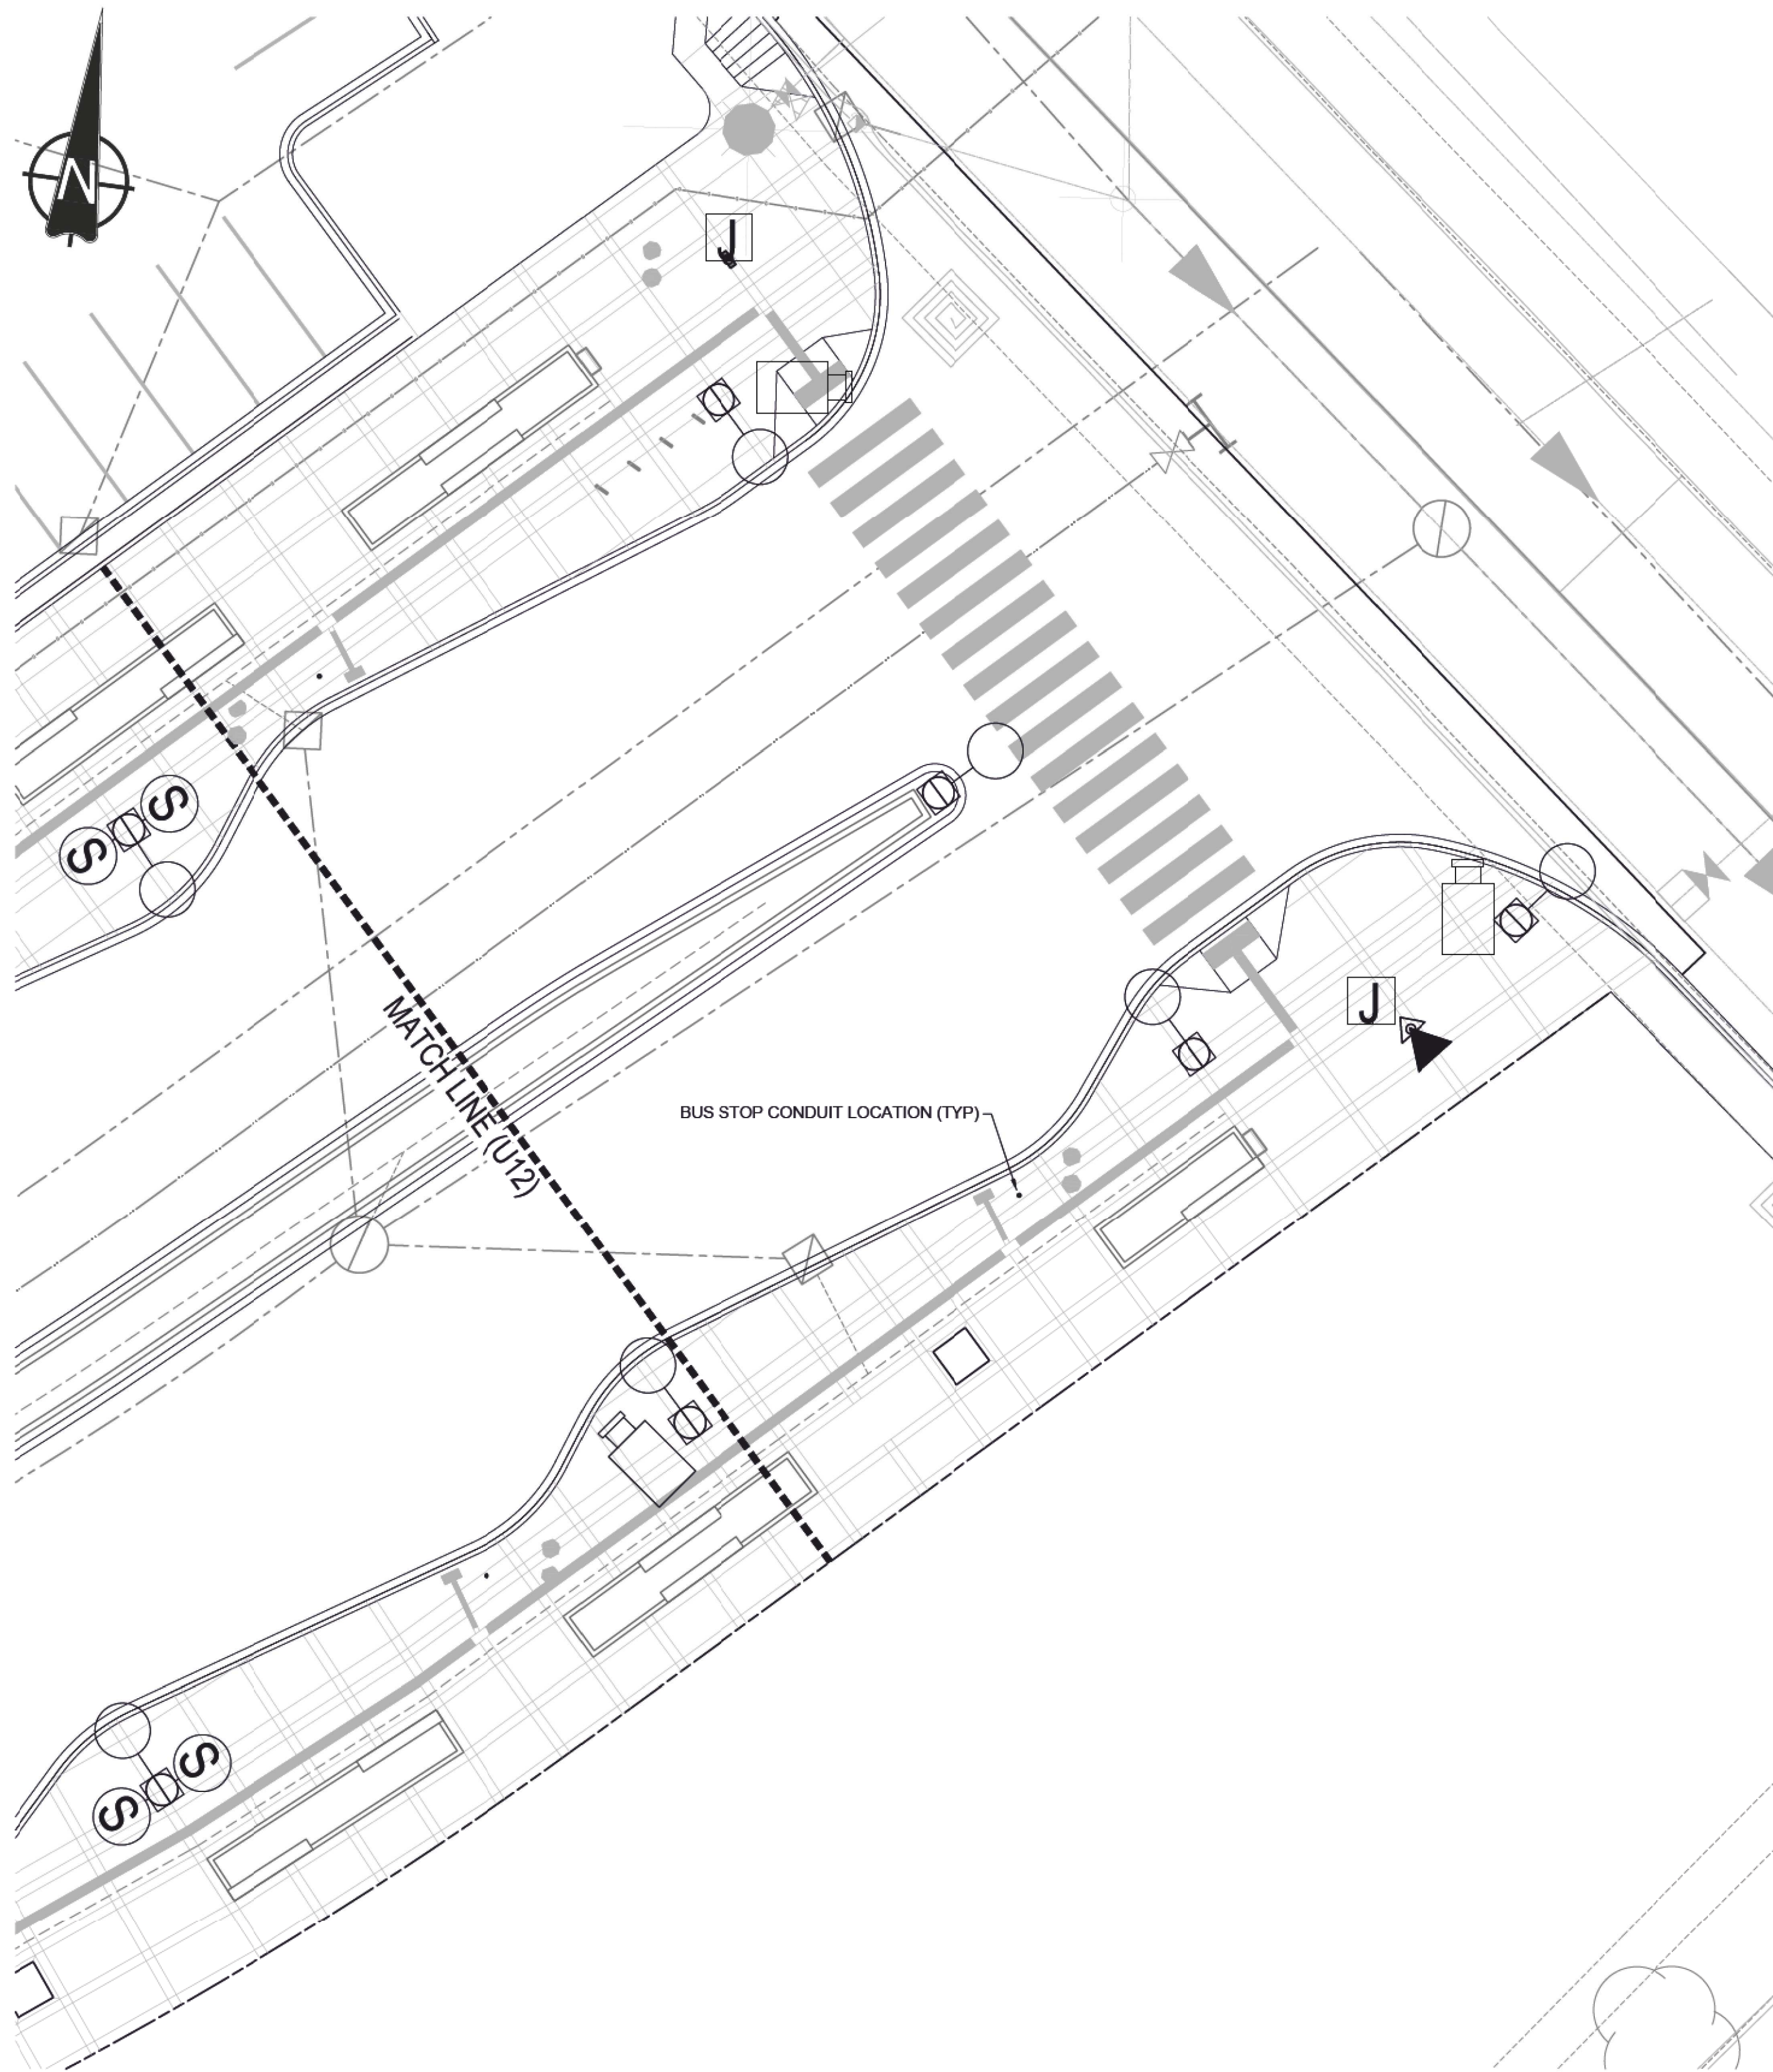 N
J
S
S
MATCH LINE (U12)
J
BUS STOP CONDUIT LOCATION (TYP)
S
S